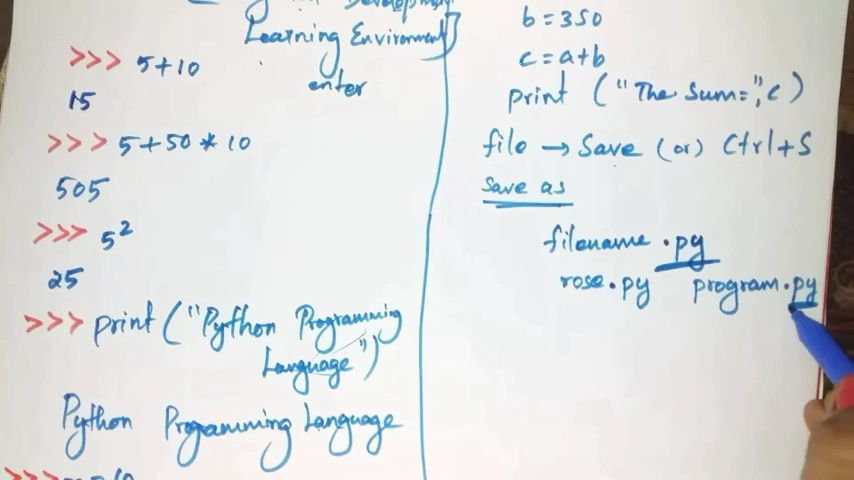 Learning Environment]
enter
>>> 5+10
15
>>> 5+50 * 10
505
>>> 5²
25
>>> print ("Python Programming
Language")
Python Progamming Language
>>>
b=350
c=a+b
print ("The Sum=", c)
file → Save (or) Ctrl+S
Save as
filename .py
rose.py program.py